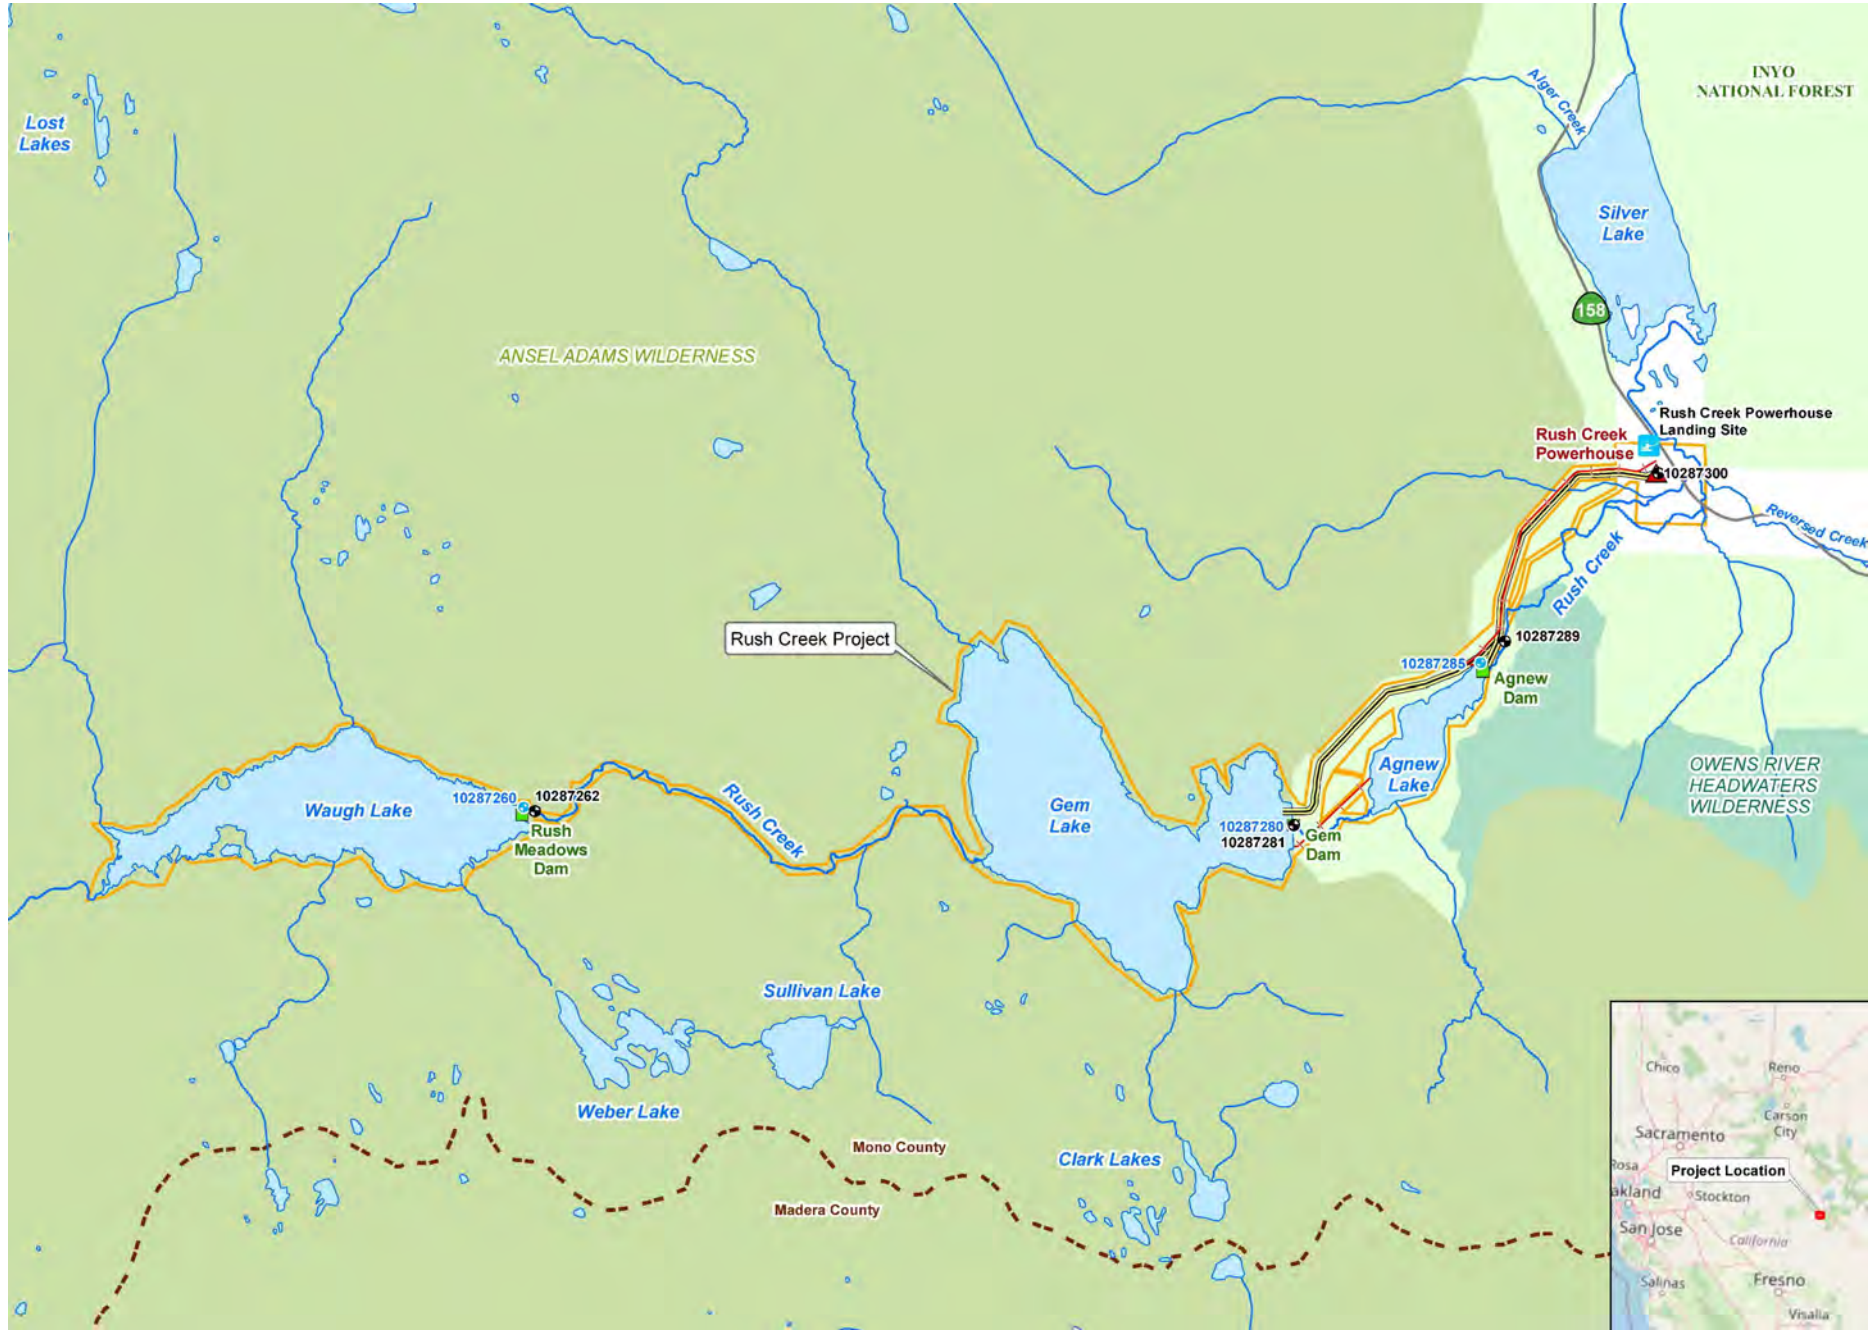 INYO
NATIONAL FOREST
Alger Creek
Lost
Lakes
Silver
Lake
158
ANSEL ADAMS WILDERNESS
Rush Creek Powerhouse
Landing Site
Rush Creek
Powerhouse
10287300
Reversed Creek
Rush Creek
Rush Creek Project
10287289
10287285
Agnew
Dam
OWENS RIVER
HEADWATERS
WILDERNESS
Agnew
Lake
Waugh Lake
10287260
10287262
Rush
Meadows
Dam
Rush Creek
Gem
Lake
10287280
10287281
Gem
Dam
Sullivan Lake
Weber Lake
Clark Lakes
Mono County
Madera County
Chico
Reno
Carson
City
Sacramento
Rosa
Project Location
akland
Stockton
San Jose
California
Salinas
Fresno
Visalia